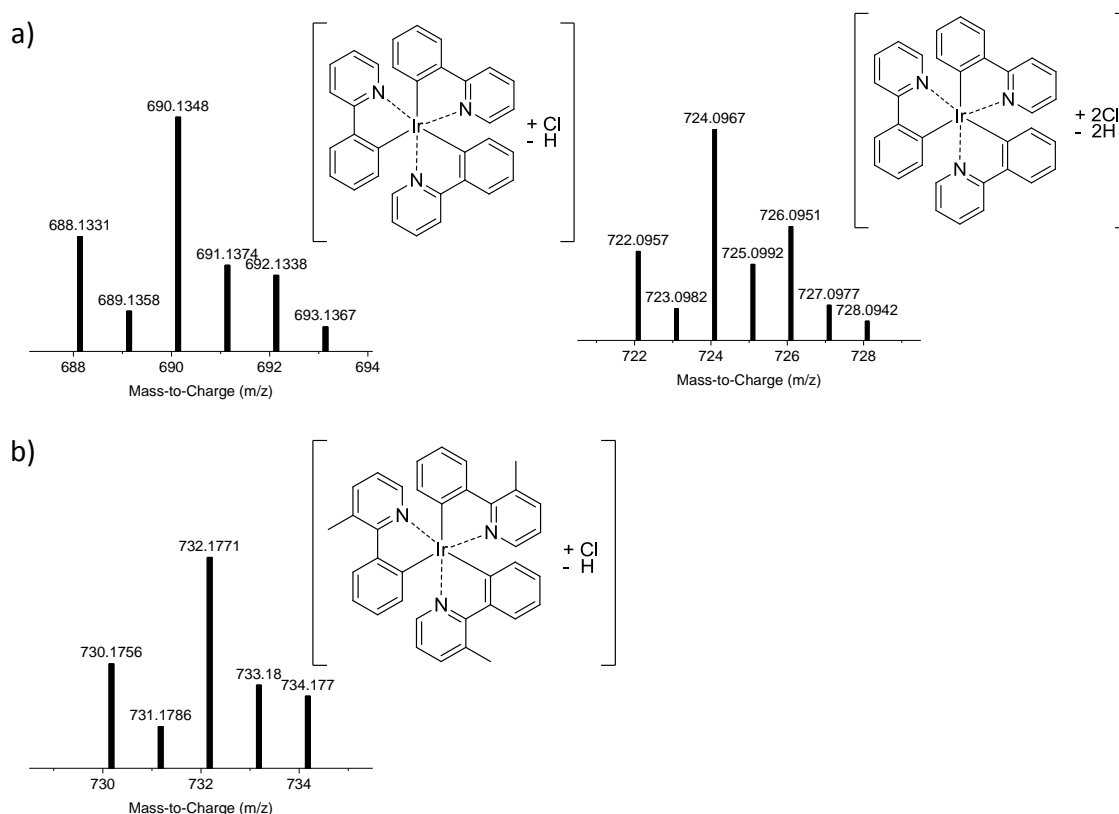 a)
690.1348
688.1331
691.1374
692.1338
689.1358
693.1367
688 690 692 694
Mass-to-Charge (m/z)
N
N
Ir
N
+ Cl
- H
724.0967
726.0951
722.0957
725.0992
723.0982
727.0977
728.0942
722 724 726 728
Mass-to-Charge (m/z)
N
N
Ir
N
+ 2Cl
- 2H
b)
732.1771
730.1756
733.18
734.177
731.1786
730 732 734
Mass-to-Charge (m/z)
N
N
Ir
N
+ Cl
- H